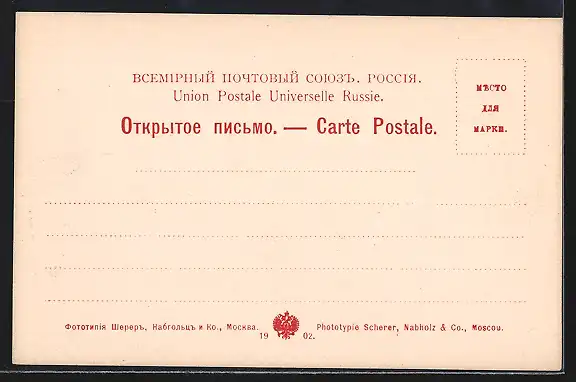 ВСЕМІРНЫЙ ПОЧТОВЫЙ СОЮЗЪ. РОССІЯ.
Union Postale Universelle Russie.
Открытое письмо. — Carte Postale.
МѢСТО
ДЛЯ
МАРКИ.
Фототипія Шереръ, Набгольцъ и Ко., Москва.
Phototypie Scherer, Nabholz & Co., Moscou.
19 02.